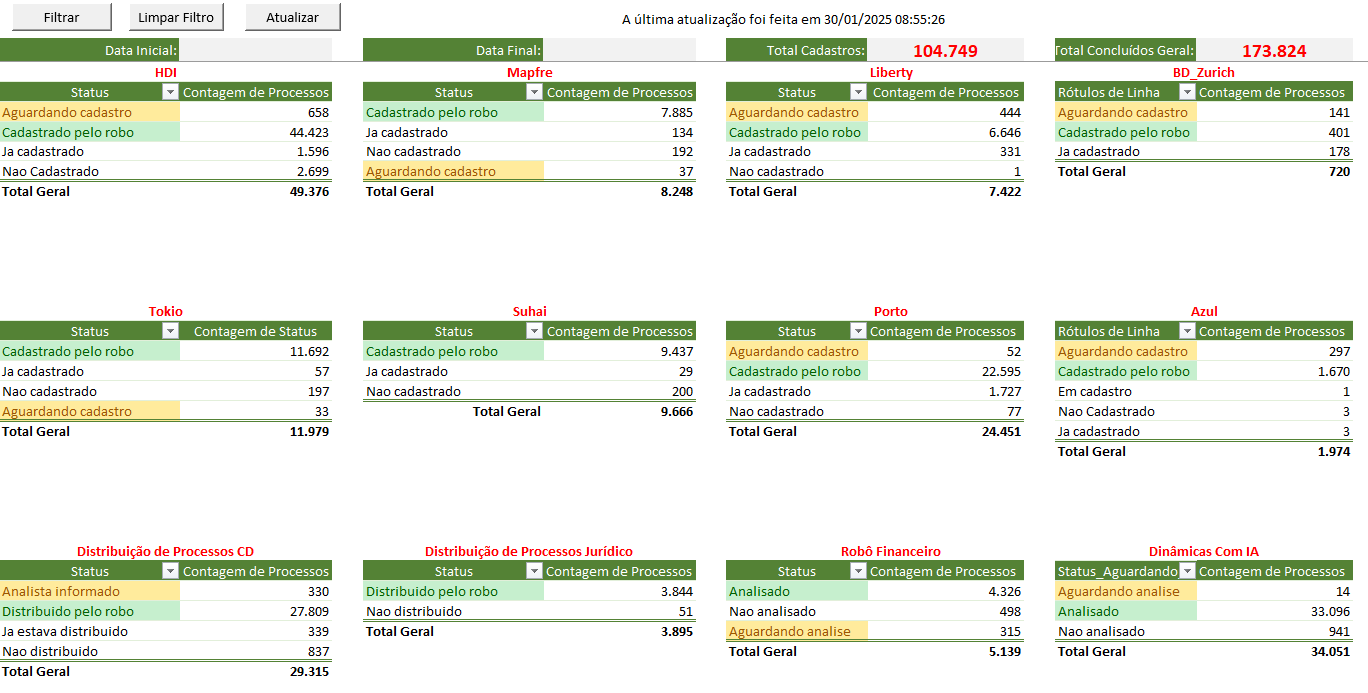 Filtrar Limpar Filtro Atualizar A última atualização foi feita em 30/01/2025 08:55:26
Data Inicial: Data Final: Total Cadastros: 104.749 Total Concluídos Geral: 173.824
HDI Mapfre Liberty BD_Zurich
Status Contagem de Processos Status Contagem de Processos Status Contagem de Processos Rótulos de Linha Contagem de Processos
Aguardando cadastro 658 Cadastrado pelo robo 7.885 Aguardando cadastro 444 Aguardando cadastro 141
Cadastrado pelo robo 44.423 Ja cadastrado 134 Cadastrado pelo robo 6.646 Cadastrado pelo robo 401
Ja cadastrado 1.596 Nao cadastrado 192 Ja cadastrado 331 Ja cadastrado 178
Nao Cadastrado 2.699 Aguardando cadastro 37 Nao cadastrado 1 Total Geral 720
Total Geral 49.376 Total Geral 8.248 Total Geral 7.422
Tokio Suhai Porto Azul
Status Contagem de Status Status Contagem de Processos Status Contagem de Processos Rótulos de Linha Contagem de Processos
Cadastrado pelo robo 11.692 Cadastrado pelo robo 9.437 Aguardando cadastro 52 Aguardando cadastro 297
Ja cadastrado 57 Ja cadastrado 29 Cadastrado pelo robo 22.595 Cadastrado pelo robo 1.670
Nao cadastrado 197 Nao cadastrado 200 Ja cadastrado 1.727 Em cadastro 1
Aguardando cadastro 33 Total Geral 9.666 Nao cadastrado 77 Nao Cadastrado 3
Total Geral 11.979 Total Geral 24.451 Ja cadastrado 3
Total Geral 1.974
Distribuição de Processos CD Distribuição de Processos Jurídico Robô Financeiro Dinâmicas Com IA
Status Contagem de Processos Status Contagem de Processos Status Contagem de Processos Status_Aguardando Contagem de Processos
Analista informado 330 Distribuido pelo robo 3.844 Analisado 4.326 Aguardando analise 14
Distribuido pelo robo 27.809 Nao distribuido 51 Nao analisado 498 Analisado 33.096
Ja estava distribuido 339 Total Geral 3.895 Aguardando analise 315 Nao analisado 941
Nao distribuido 837 Total Geral 5.139 Total Geral 34.051
Total Geral 29.315